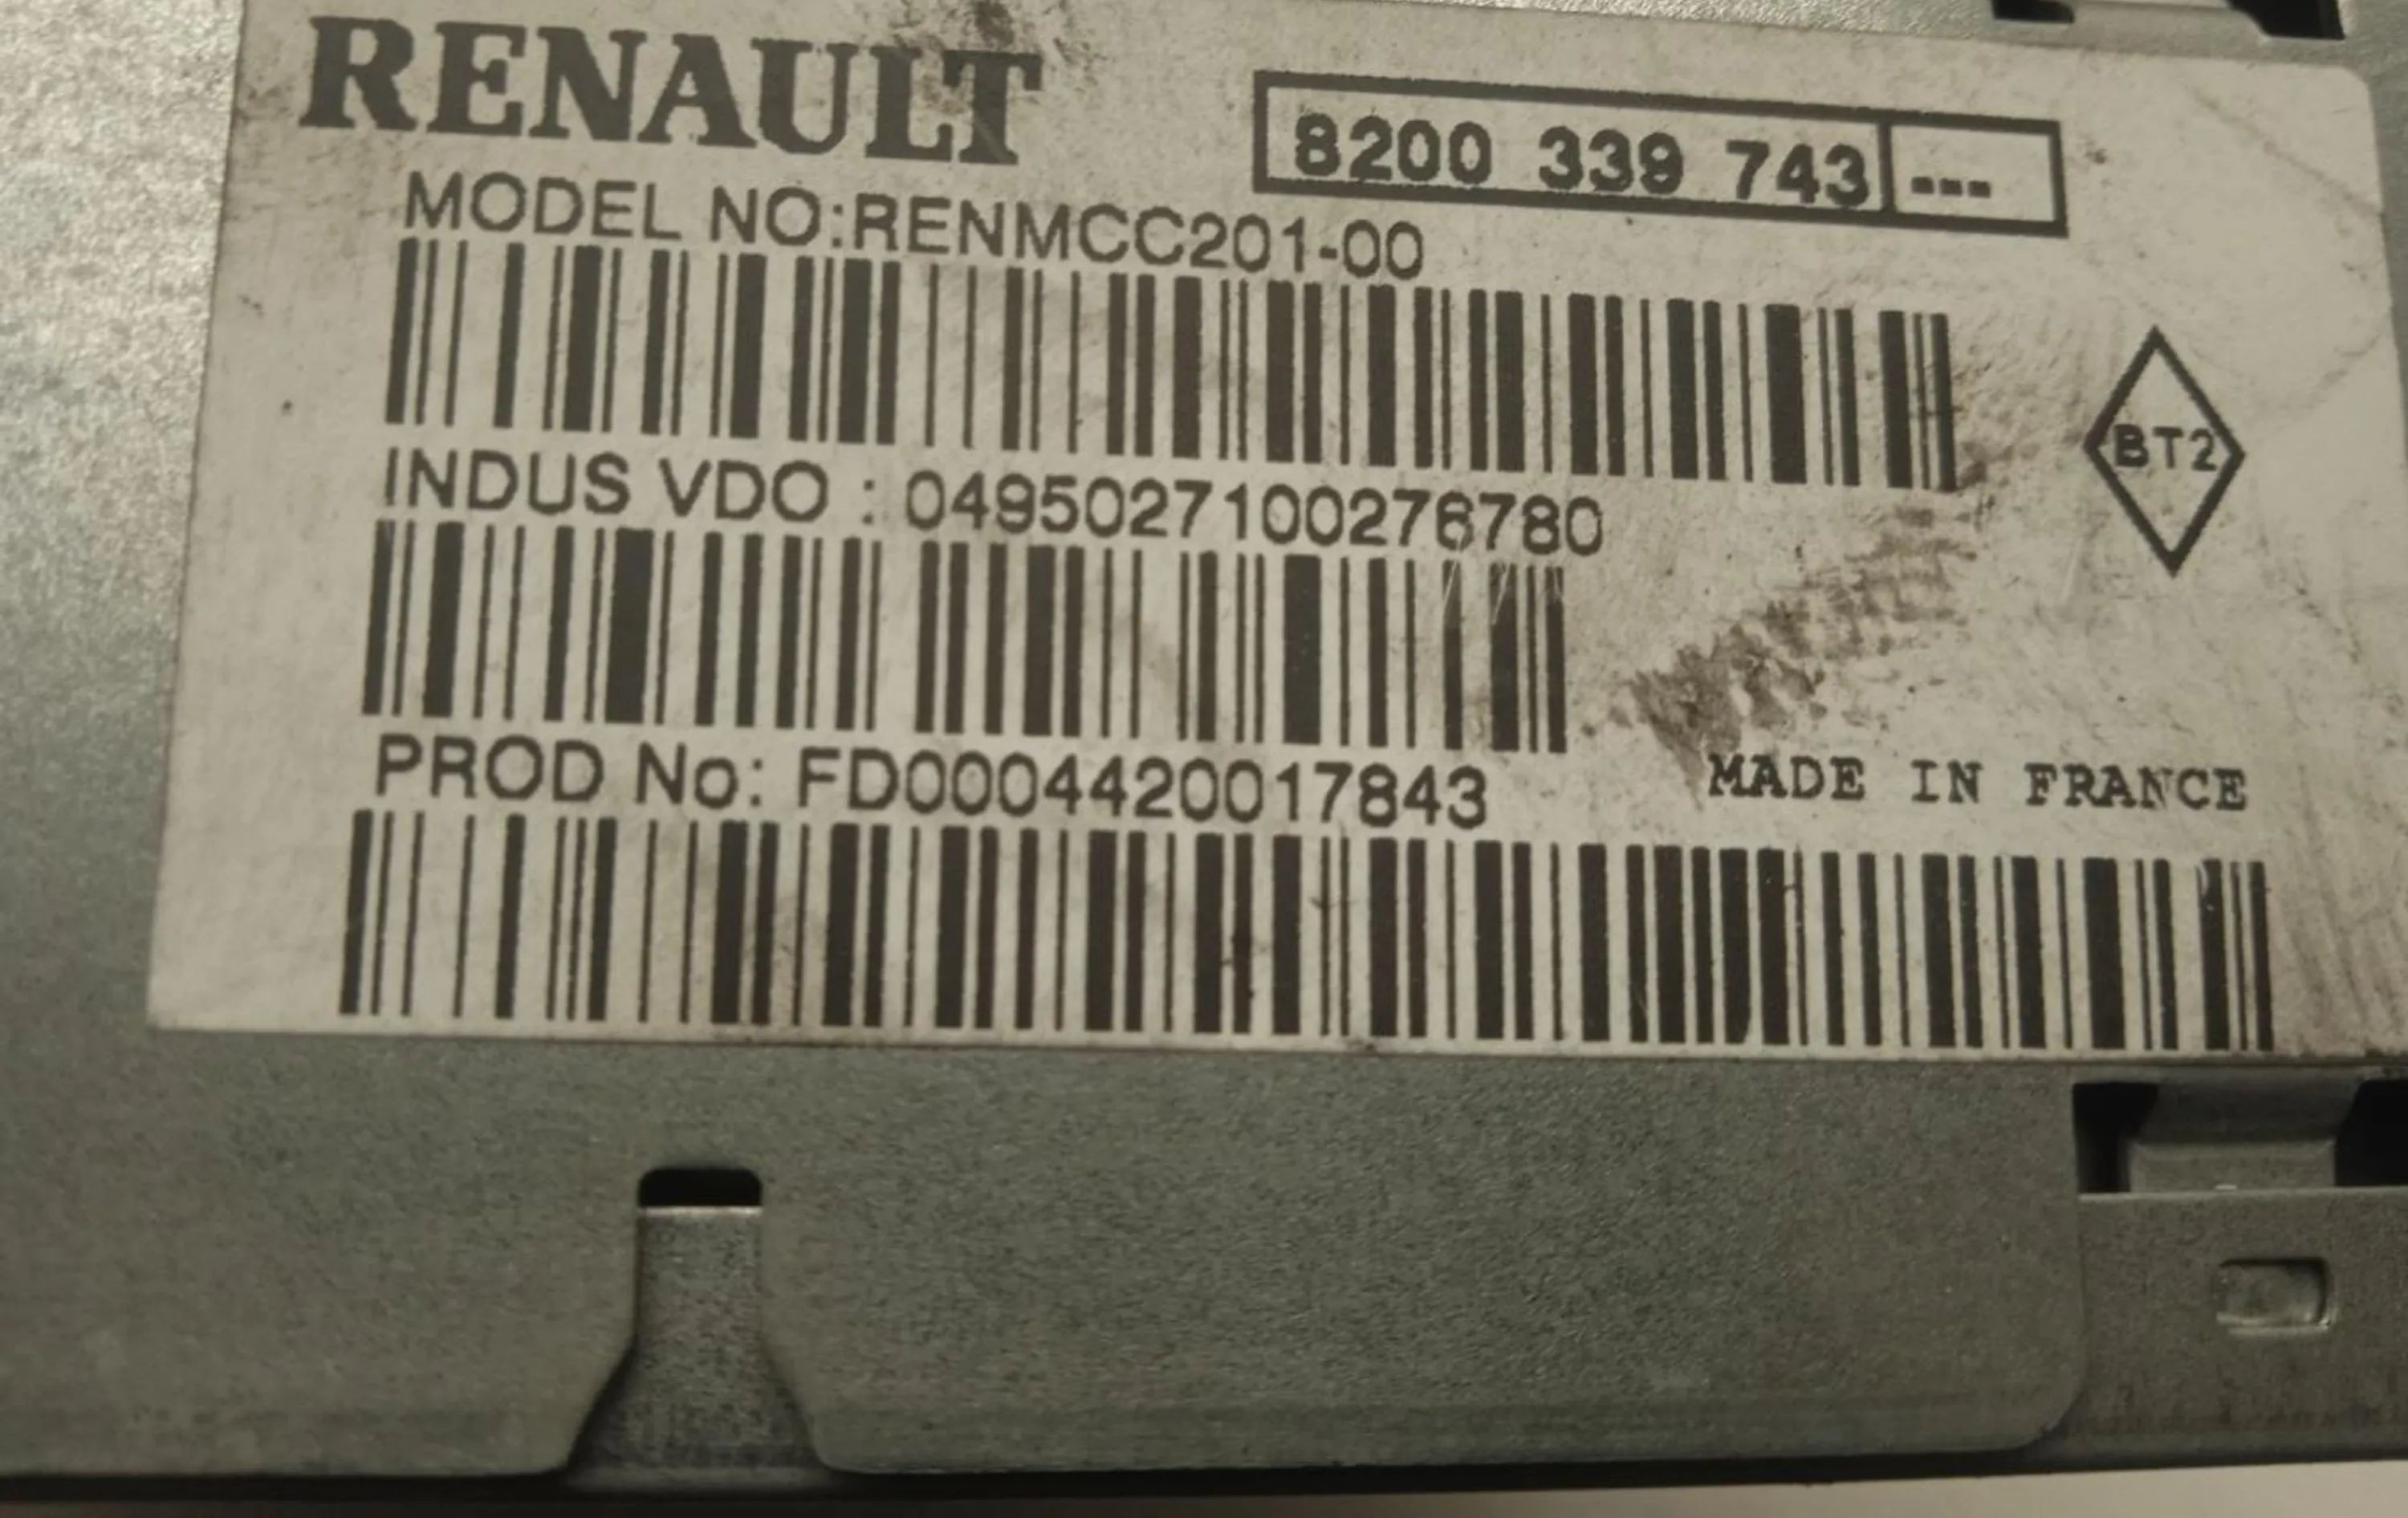 RENAULT
8200 339 743 ---
MODEL NO:RENMCC201-00
BT2
INDUS VDO : 0495027100276780
PROD No: FD0004420017843
MADE IN FRANCE